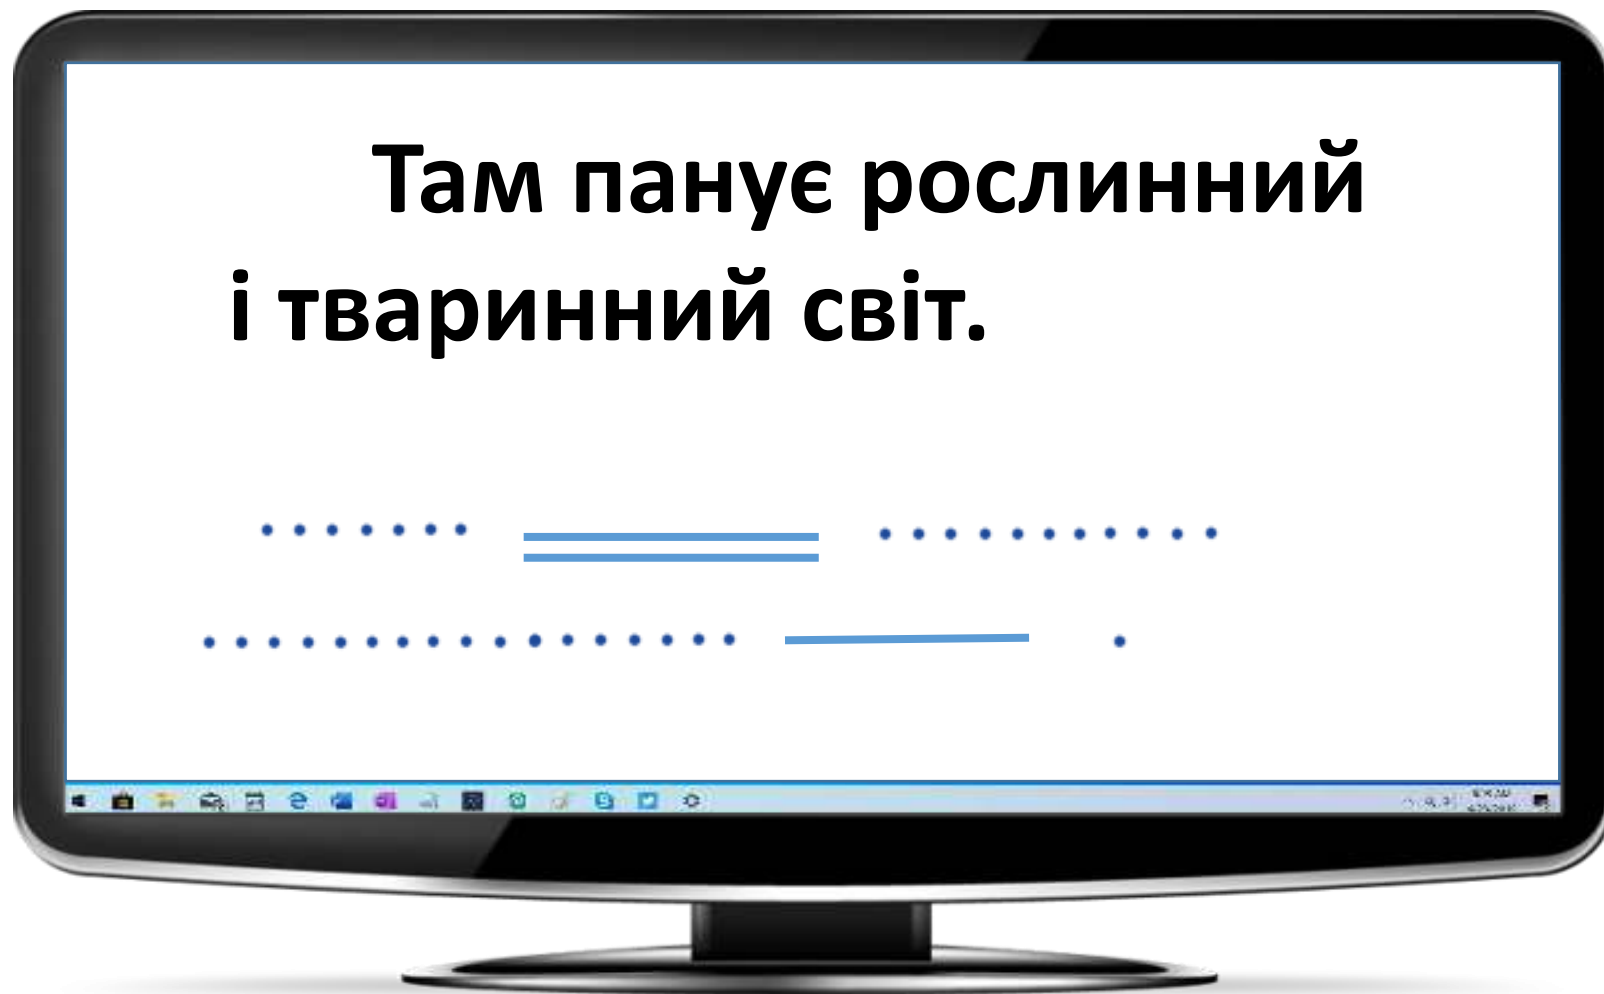 Там панує рослинний
і тваринний світ.